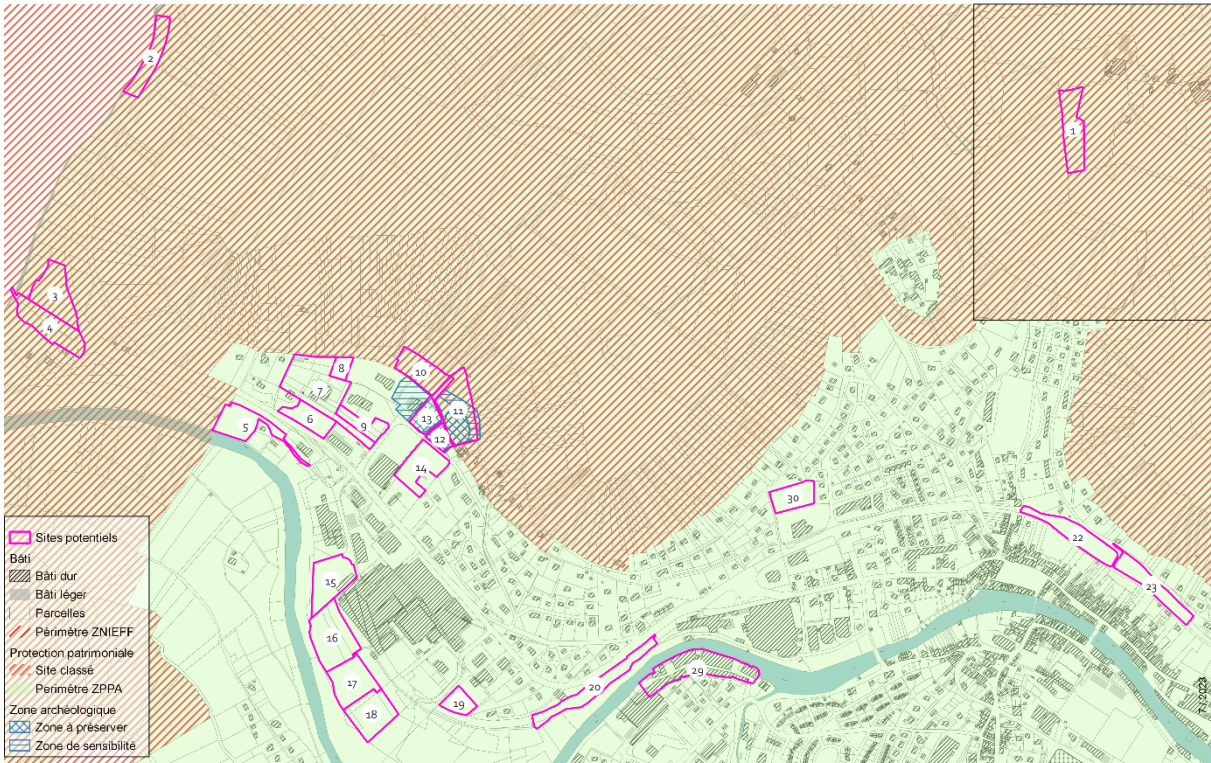 2
1
3
4
8
10
7
11
13
6
9
5
12
14
30
22
15
23
16
29
17
20
19
18
Sites potentiels
Bâti
Bâti dur
Bâti léger
Parcelles
Périmètre ZNIEFF
Protection patrimoniale
Site classé
Perimètre ZPPA
Zone archéologique
Zone à préserver
Zone de sensibilité